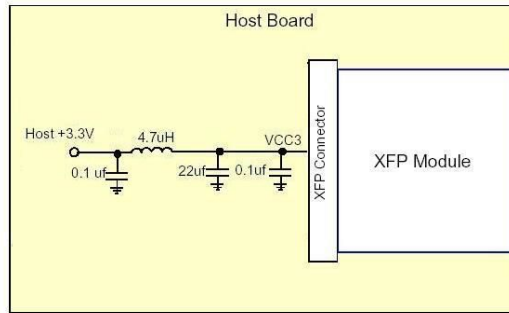 Host Board
Host +3.3V
4.7uH
VCC3
0.1 uf
22uf
0.1uf
XFP Connector
XFP Module